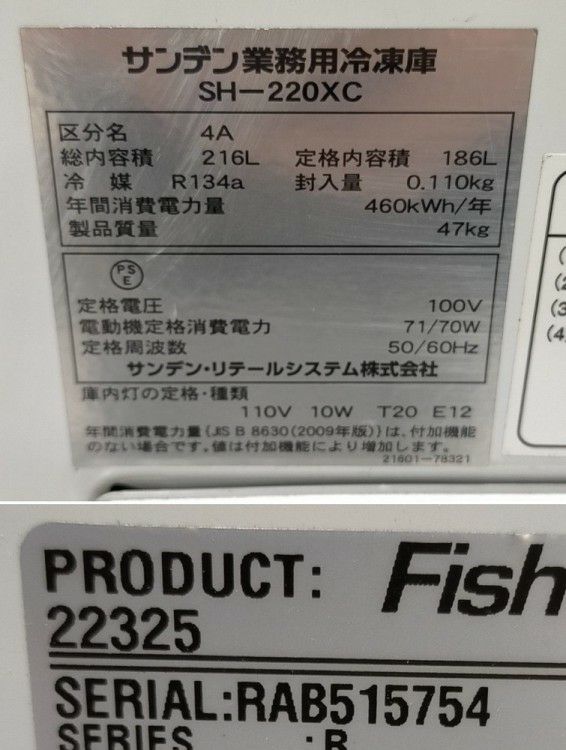 サンデン業務用冷凍庫
SH-220XC
区分名 4A
総内容積 216L 定格内容積 186L
冷 媒 R134a 封入量 0.110kg
年間消費電力量 460kWh/年
製品質量 47kg
PS
E
定格電圧 100V
電動機定格消費電力 71/70W
定格周波数 50/60Hz
サンデン・リテールシステム株式会社
庫内灯の定格・種類
110V 10W T20 E12
年間消費電力量{JIS B 8630(2009年版)}は、付加機能
のない場合です。値は付加機能により増加します。
21601-78321
(1
(2
(3
(4
PRODUCT: Fish
22325
SERIAL:RAB515754
SERIES :R